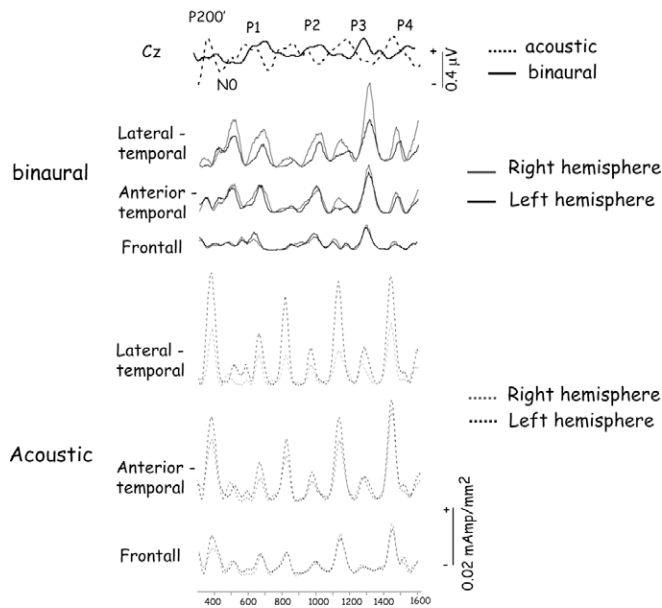 P200'
P1
P2
P3
P4
Cz
N0
+
-
0.4 µV
acoustic
binaural
binaural
Lateral -
temporal
Anterior -
temporal
Frontall
Right hemisphere
Left hemisphere
Acoustic
Lateral -
temporal
Anterior -
temporal
Frontall
Right hemisphere
Left hemisphere
+
-
0.02 mAmp/mm²
400 600 800 1000 1200 1400 1600